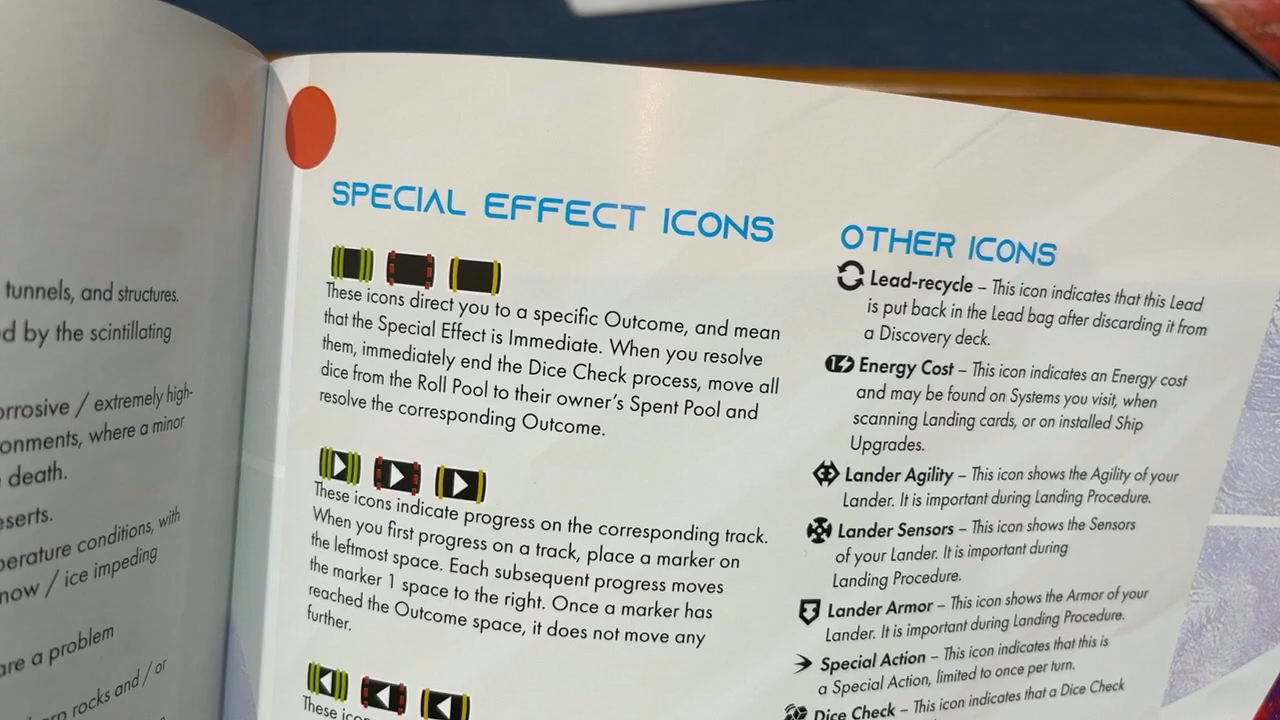 tunnels, and structures.
by the scintillating
/ extremely high-
where a minor
death.
conditions, with
/ ice impeding
a problem
rocks and / or
SPECIAL EFFECT ICONS
These icons direct you to a specific Outcome, and mean
that the Special Effect is Immediate. When you resolve
them, immediately end the Dice Check process, move all
dice from the Roll Pool to their owner's Spent Pool and
resolve the corresponding Outcome.
These icons indicate progress on the corresponding track.
When you first progress on a track, place a marker on
the leftmost space. Each subsequent progress moves
the marker 1 space to the right. Once a marker has
reached the Outcome space, it does not move any
further.
These
OTHER ICONS
Lead-recycle – This icon indicates that this Lead
is put back in the Lead bag after discarding it from
a Discovery deck.
1 Energy Cost – This icon indicates an Energy cost
and may be found on Systems you visit, when
scanning Landing cards, or on installed Ship
Upgrades.
Lander Agility – This icon shows the Agility of your
Lander. It is important during Landing Procedure.
Lander Sensors – This icon shows the Sensors
of your Lander. It is important during
Landing Procedure.
Lander Armor – This icon shows the Armor of your
Lander. It is important during Landing Procedure.
Special Action – This icon indicates that this is
a Special Action, limited to once per turn.
Dice Check – This icon indicates that a Dice Check